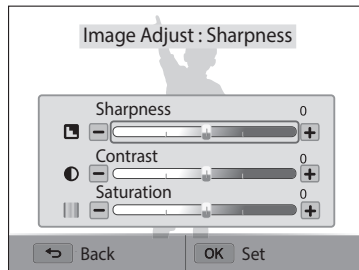 Image Adjust : Sharpness
Sharpness 0
Contrast 0
Saturation 0
Back OK Set